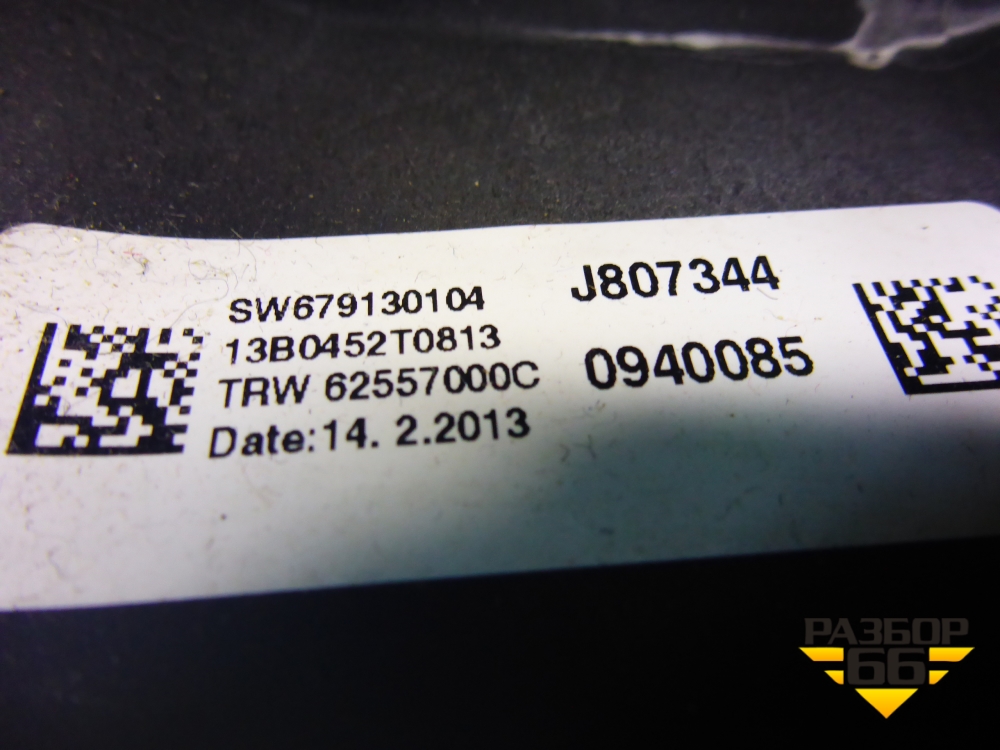 SW679130104
13B0452T0813
TRW 62557000C
Date:14. 2.2013
J807344
0940085
РАЗБОР
66